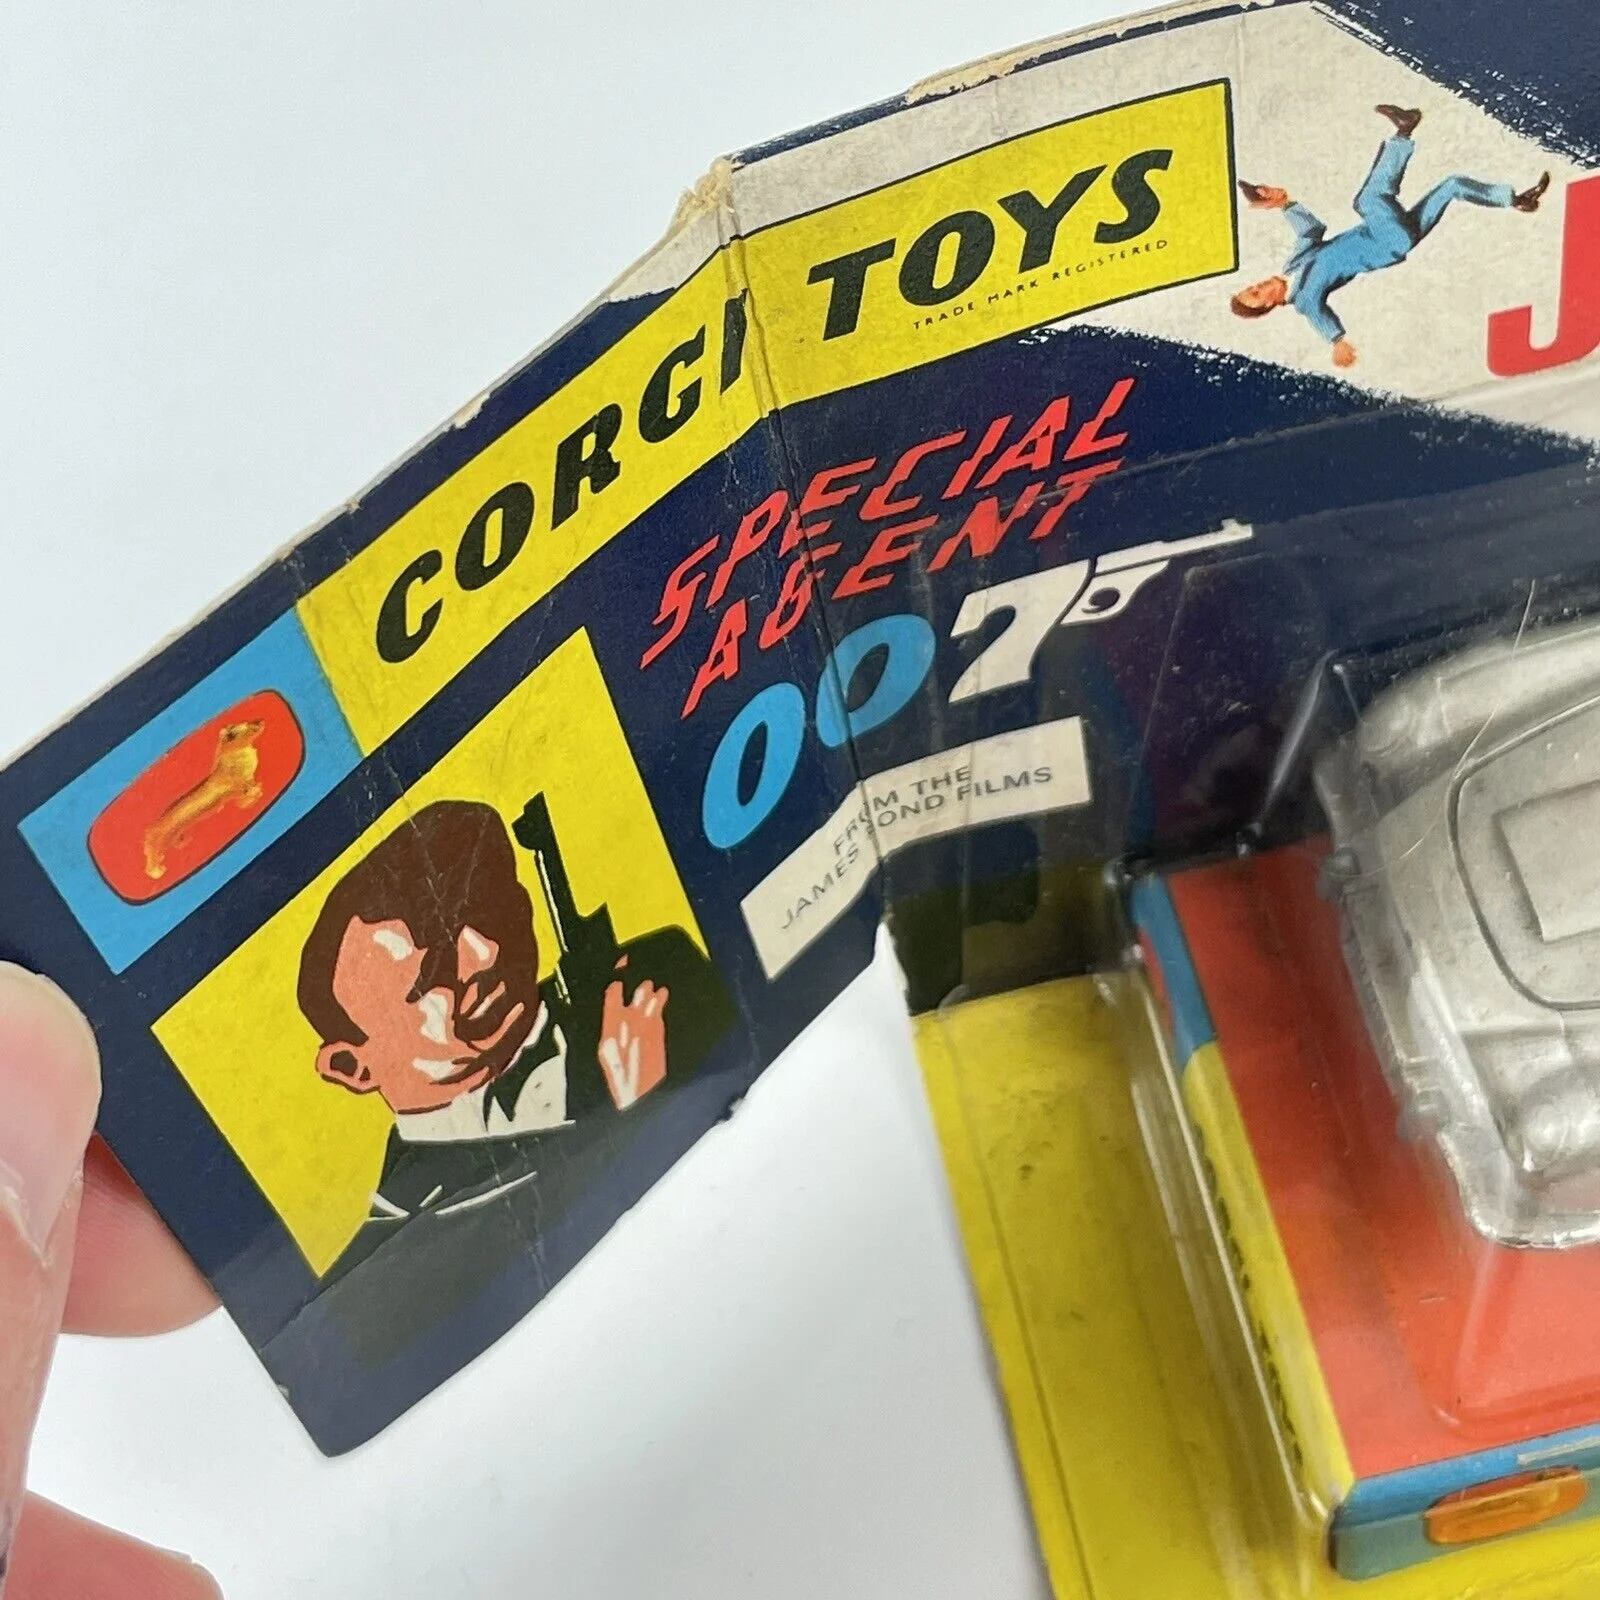 CORGI TOYS
TRADE MARK REGISTERED
J
SPECIAL
AGENT
007
FROM THE
JAMES BOND FILMS